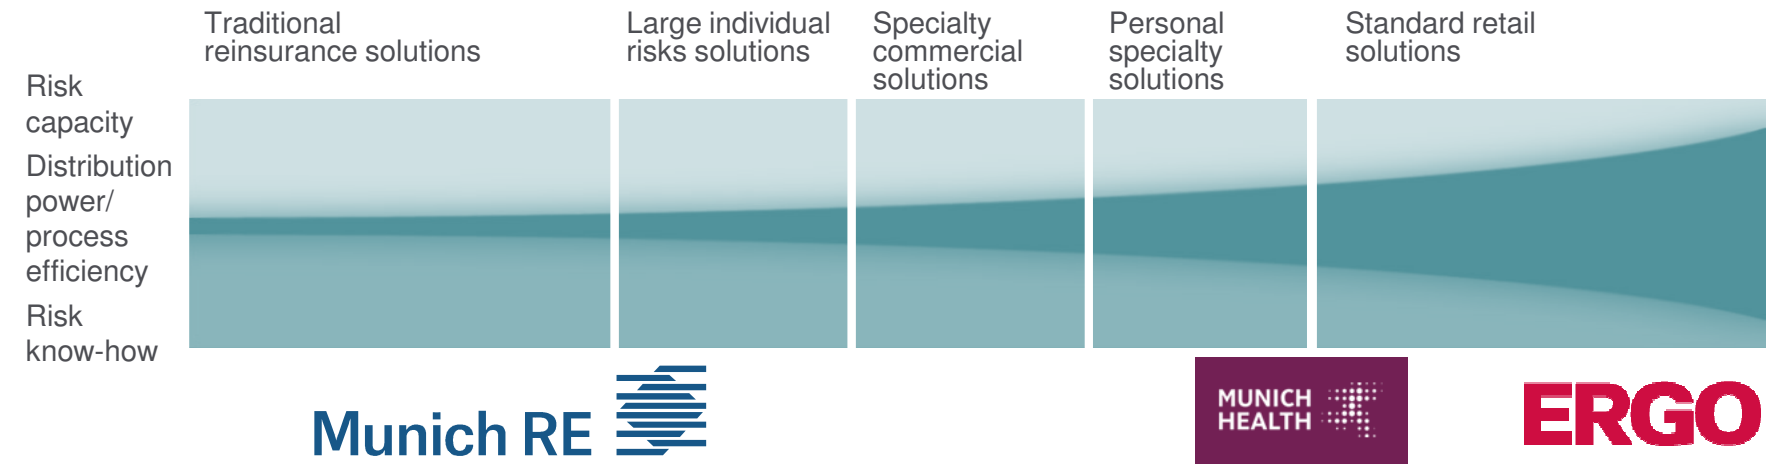 Traditional
reinsurance solutions
Large individual
risks solutions
Specialty
commercial
solutions
Personal
specialty
solutions
Standard retail
solutions
Risk
capacity
Distribution
power/
process
efficiency
Risk
know-how
Munich RE
MUNICH
HEALTH
ERGO